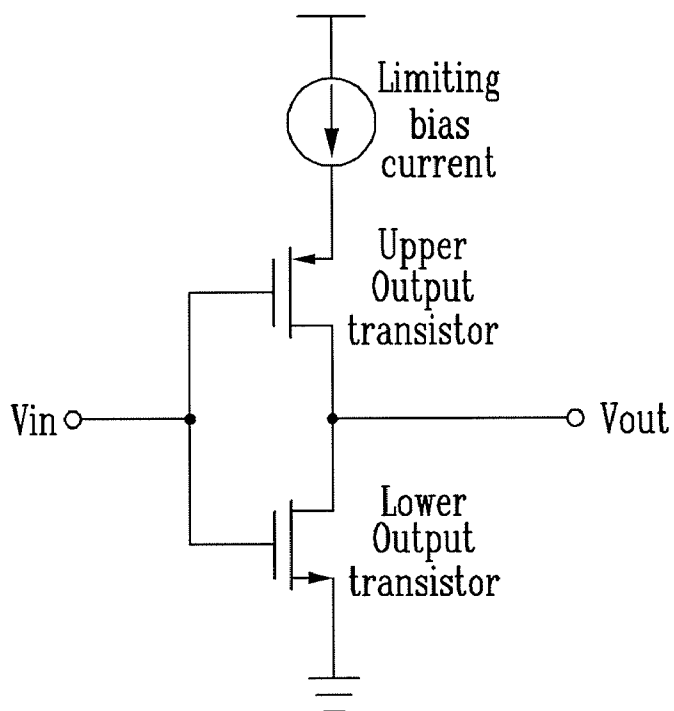 Limiting
bias
current
Upper
Output
transistor
Vin
Vout
Lower
Output
transistor